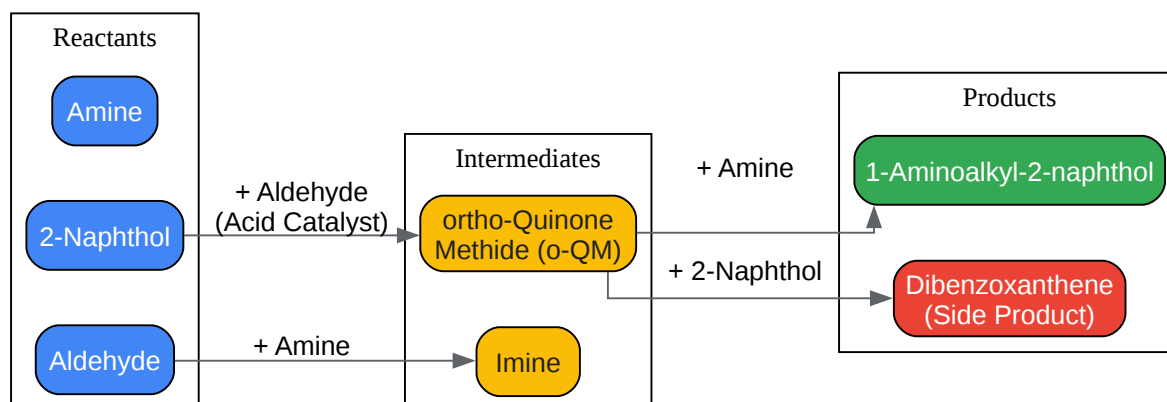 Reactants
Amine
2-Naphthol
Aldehyde
+ Aldehyde
(Acid Catalyst)
+ Amine
Intermediates
ortho-Quinone
Methide (o-QM)
Imine
+ Amine
+ 2-Naphthol
Products
1-Aminoalkyl-2-naphthol
Dibenzoxanthene
(Side Product)